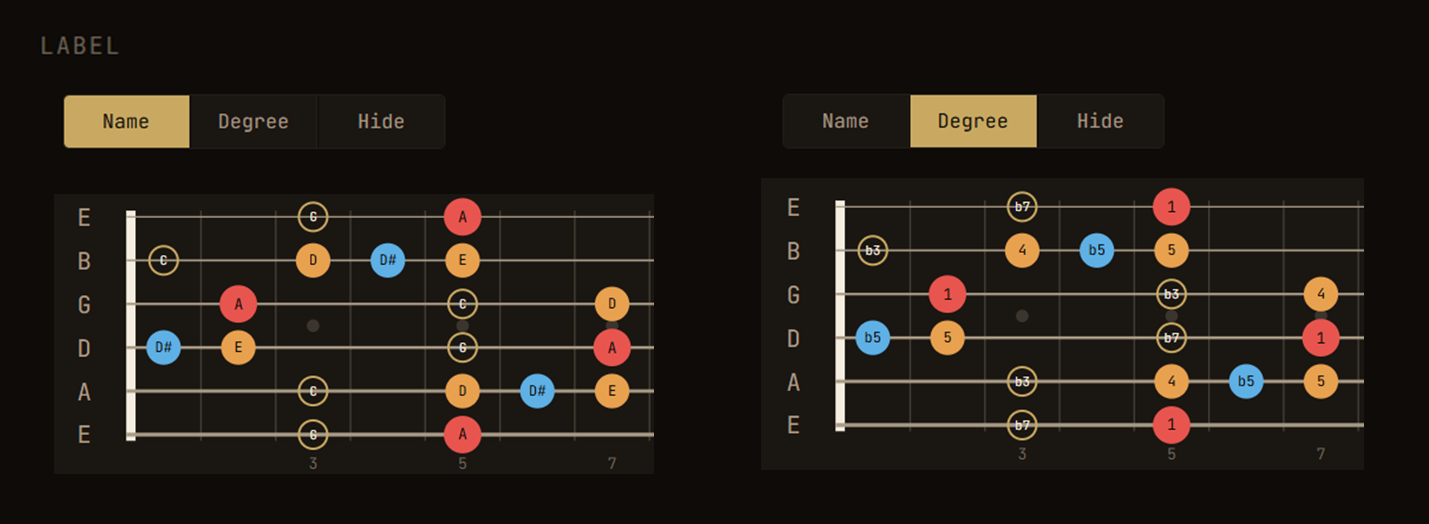 LABEL
Name Degree Hide Name Degree Hide
E G A E b7 1
B C D D# E B b3 4 b5 5
G A C D G 1 b3 4
D D# E G A D b5 5 b7 1
A C D D# E A b3 4 b5 5
E G A E b7 1
3 5 7 3 5 7